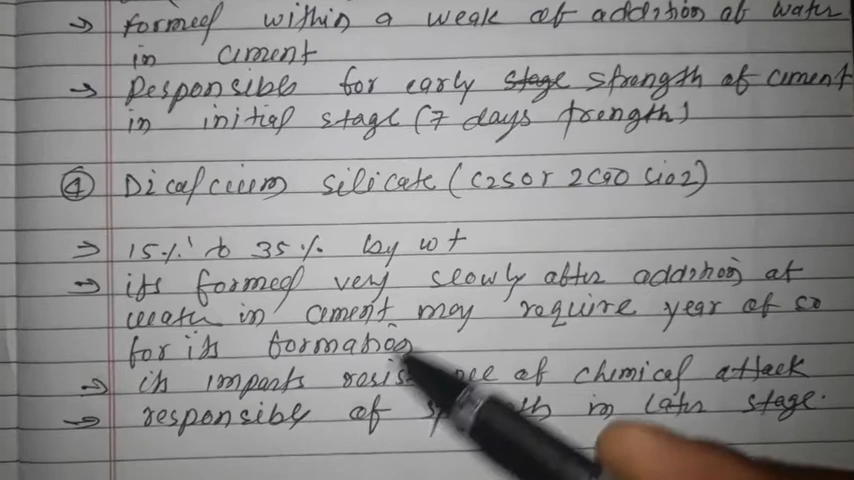 → formed within a weak of addition of water
in cement
→ Responsible for early stage strength of cement
in initial stage (7 days strength)
④ Dicalcium silicate (C2S or 2CaO SiO2)
→ 15% to 35% by wt
→ its formed very slowly after addition of
water in cement may require year of so
for its formation
→ it imparts resistance of chemical attack
→ responsible of strength in later stage.